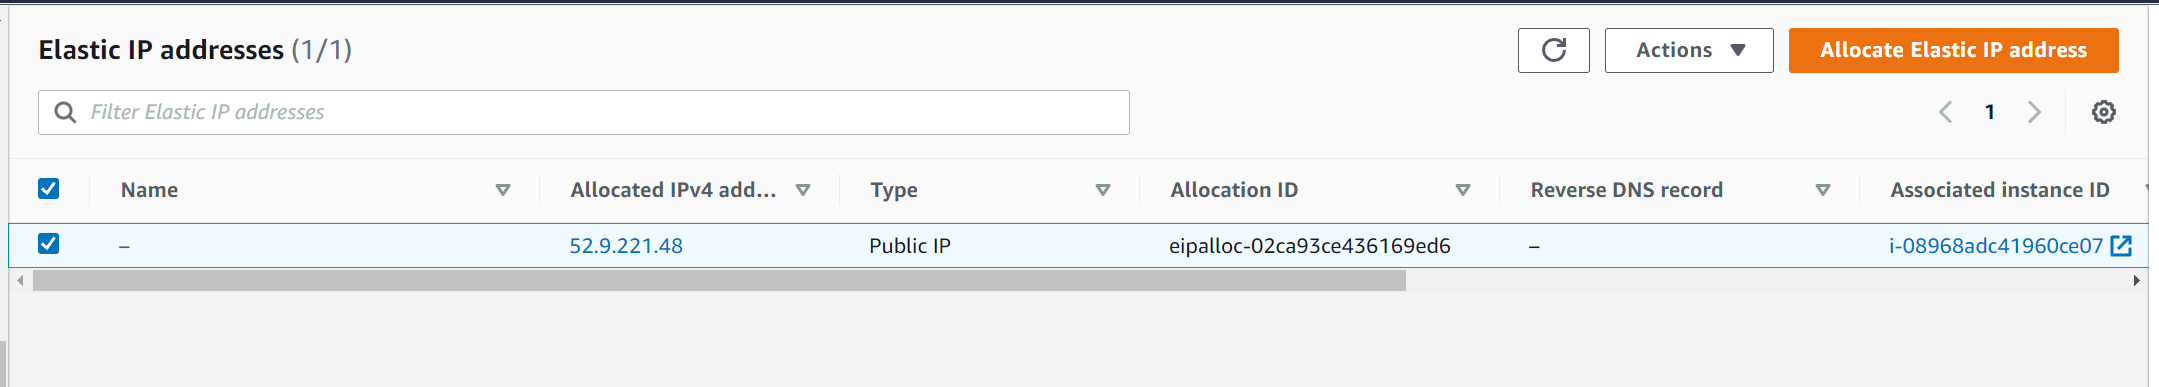 Elastic IP addresses (1/1)
Actions
Allocate Elastic IP address
Filter Elastic IP addresses
1
Name
Allocated IPv4 add...
Type
Allocation ID
Reverse DNS record
Associated instance ID
–
52.9.221.48
Public IP
eipalloc-02ca93ce436169ed6
–
i-08968adc41960ce07